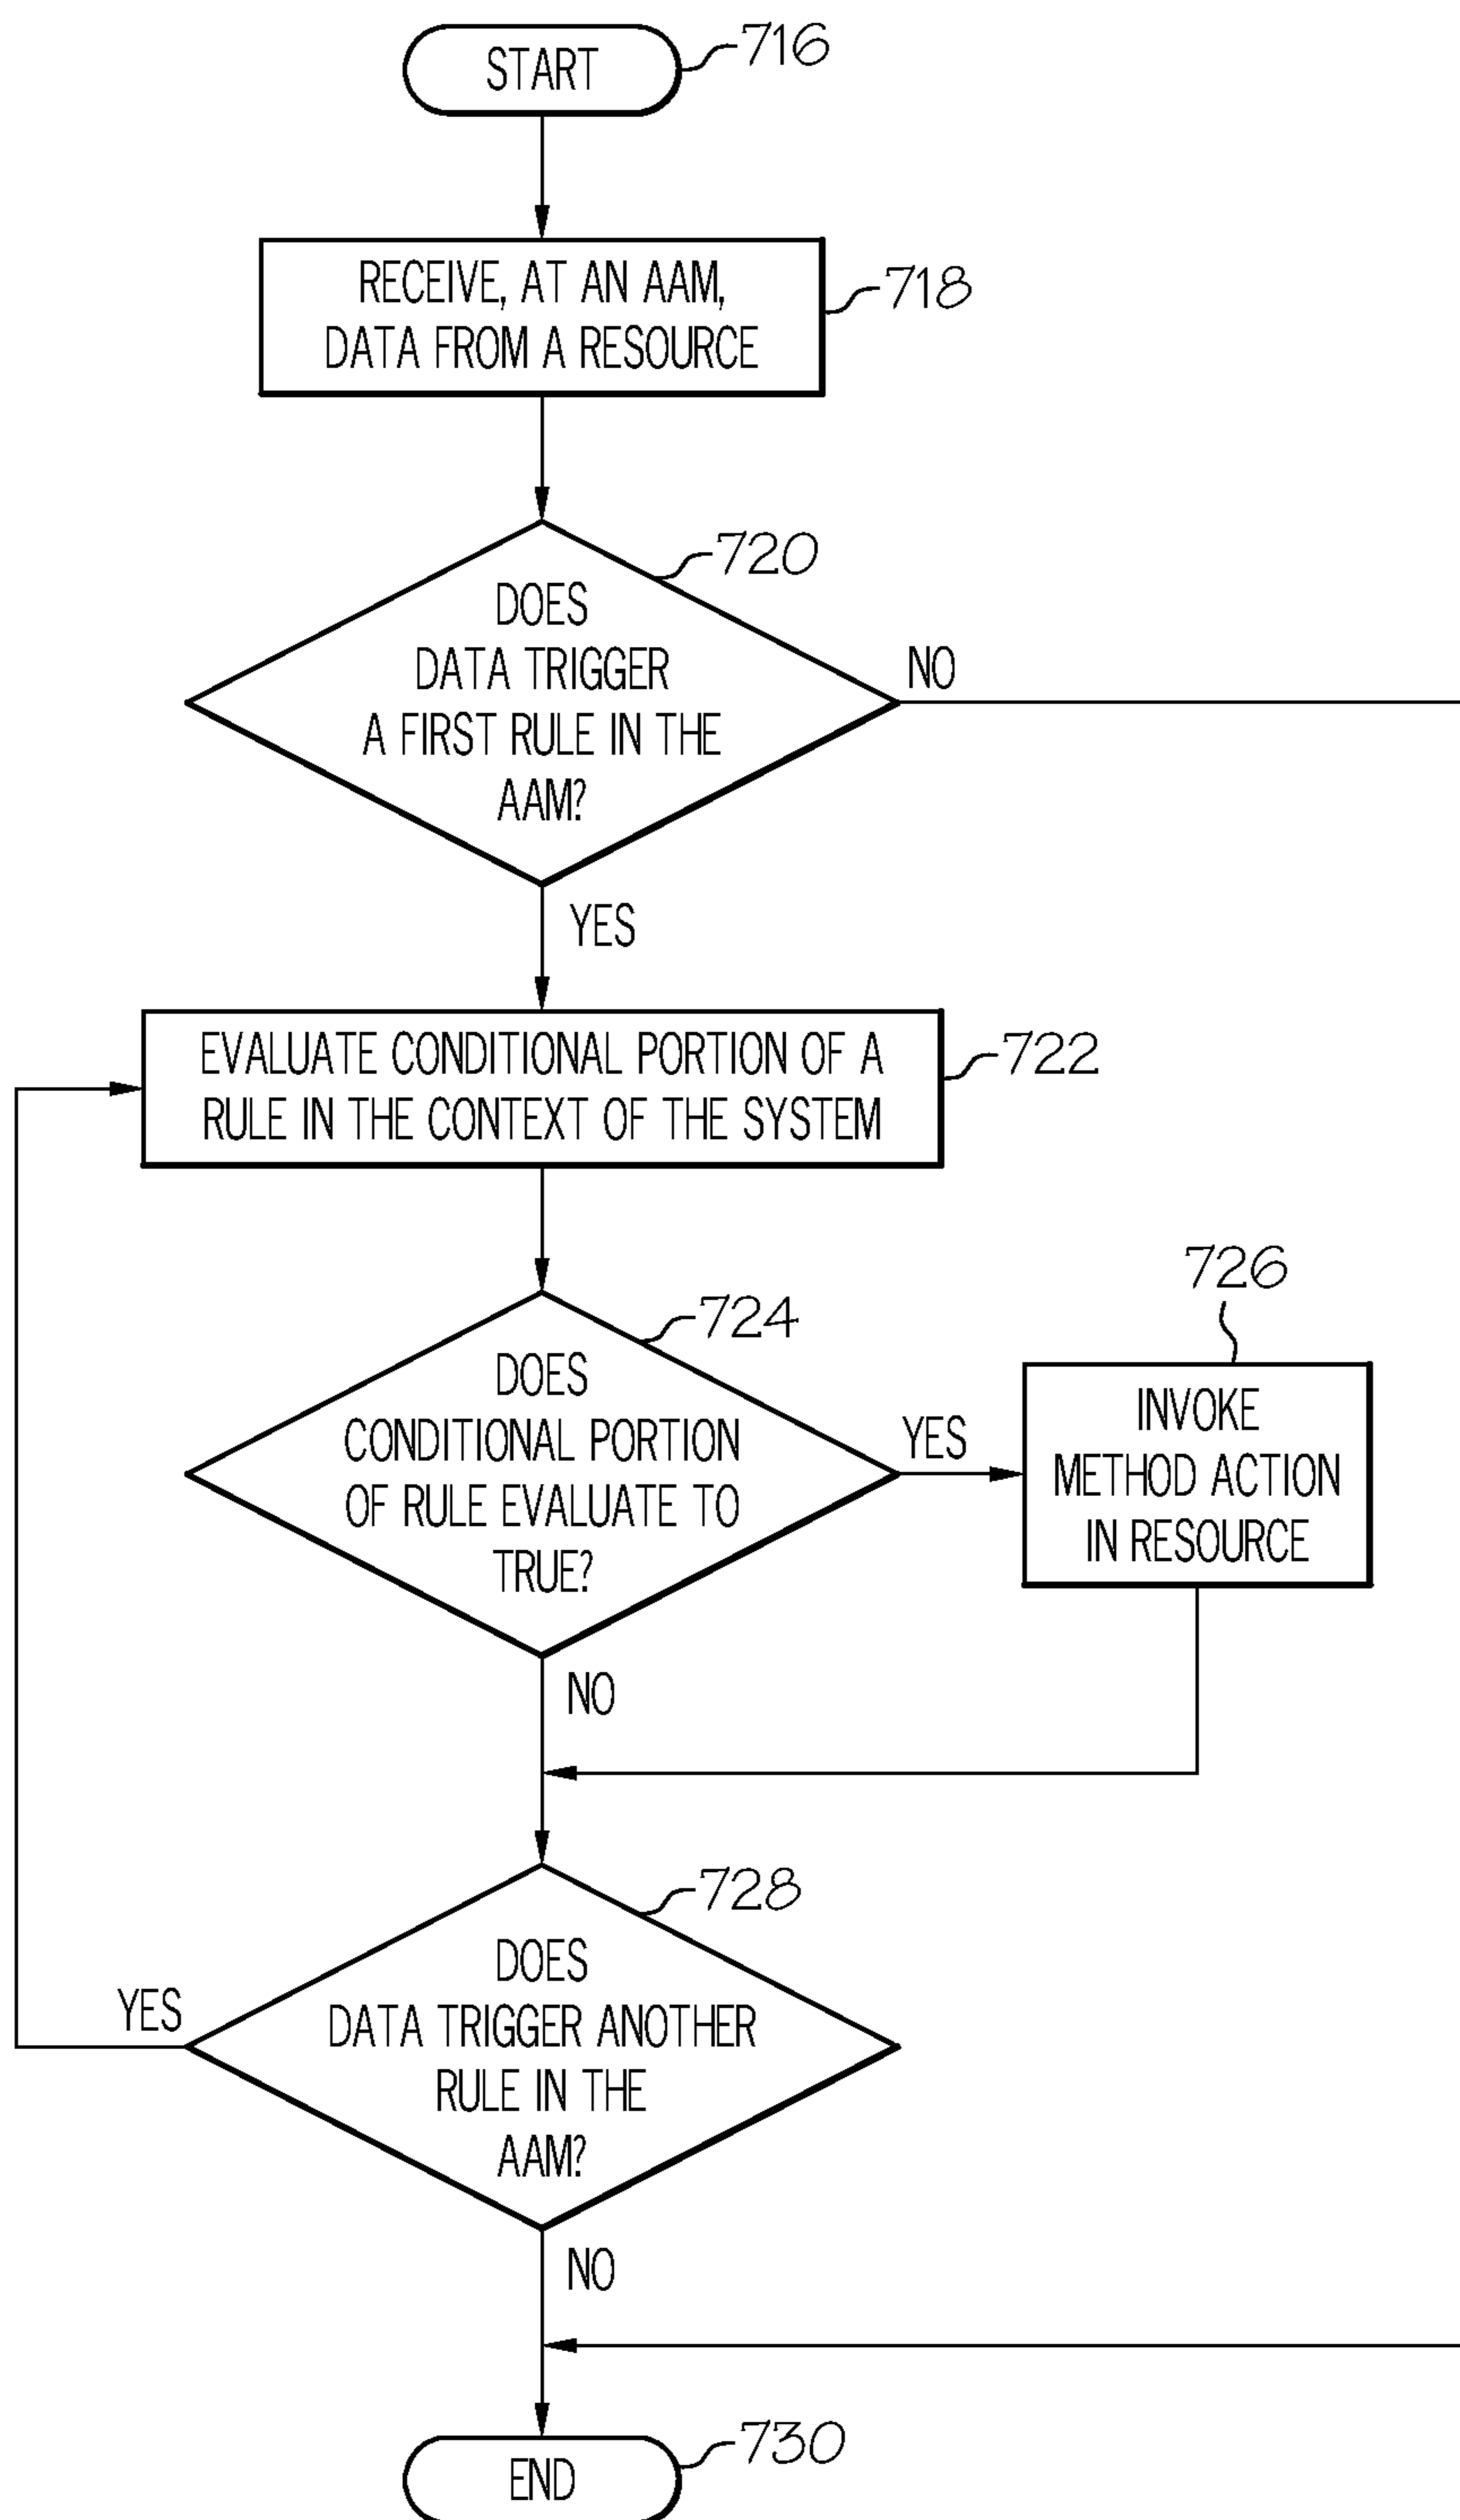 START
716
RECEIVE, AT AN AAM,
DATA FROM A RESOURCE
718
720
DOES
DATA TRIGGER
A FIRST RULE IN THE
AAM?
NO
YES
EVALUATE CONDITIONAL PORTION OF A
RULE IN THE CONTEXT OF THE SYSTEM
722
724
DOES
CONDITIONAL PORTION
OF RULE EVALUATE TO
TRUE?
YES
726
INVOKE
METHOD ACTION
IN RESOURCE
NO
728
DOES
DATA TRIGGER ANOTHER
RULE IN THE
AAM?
YES
NO
END
730